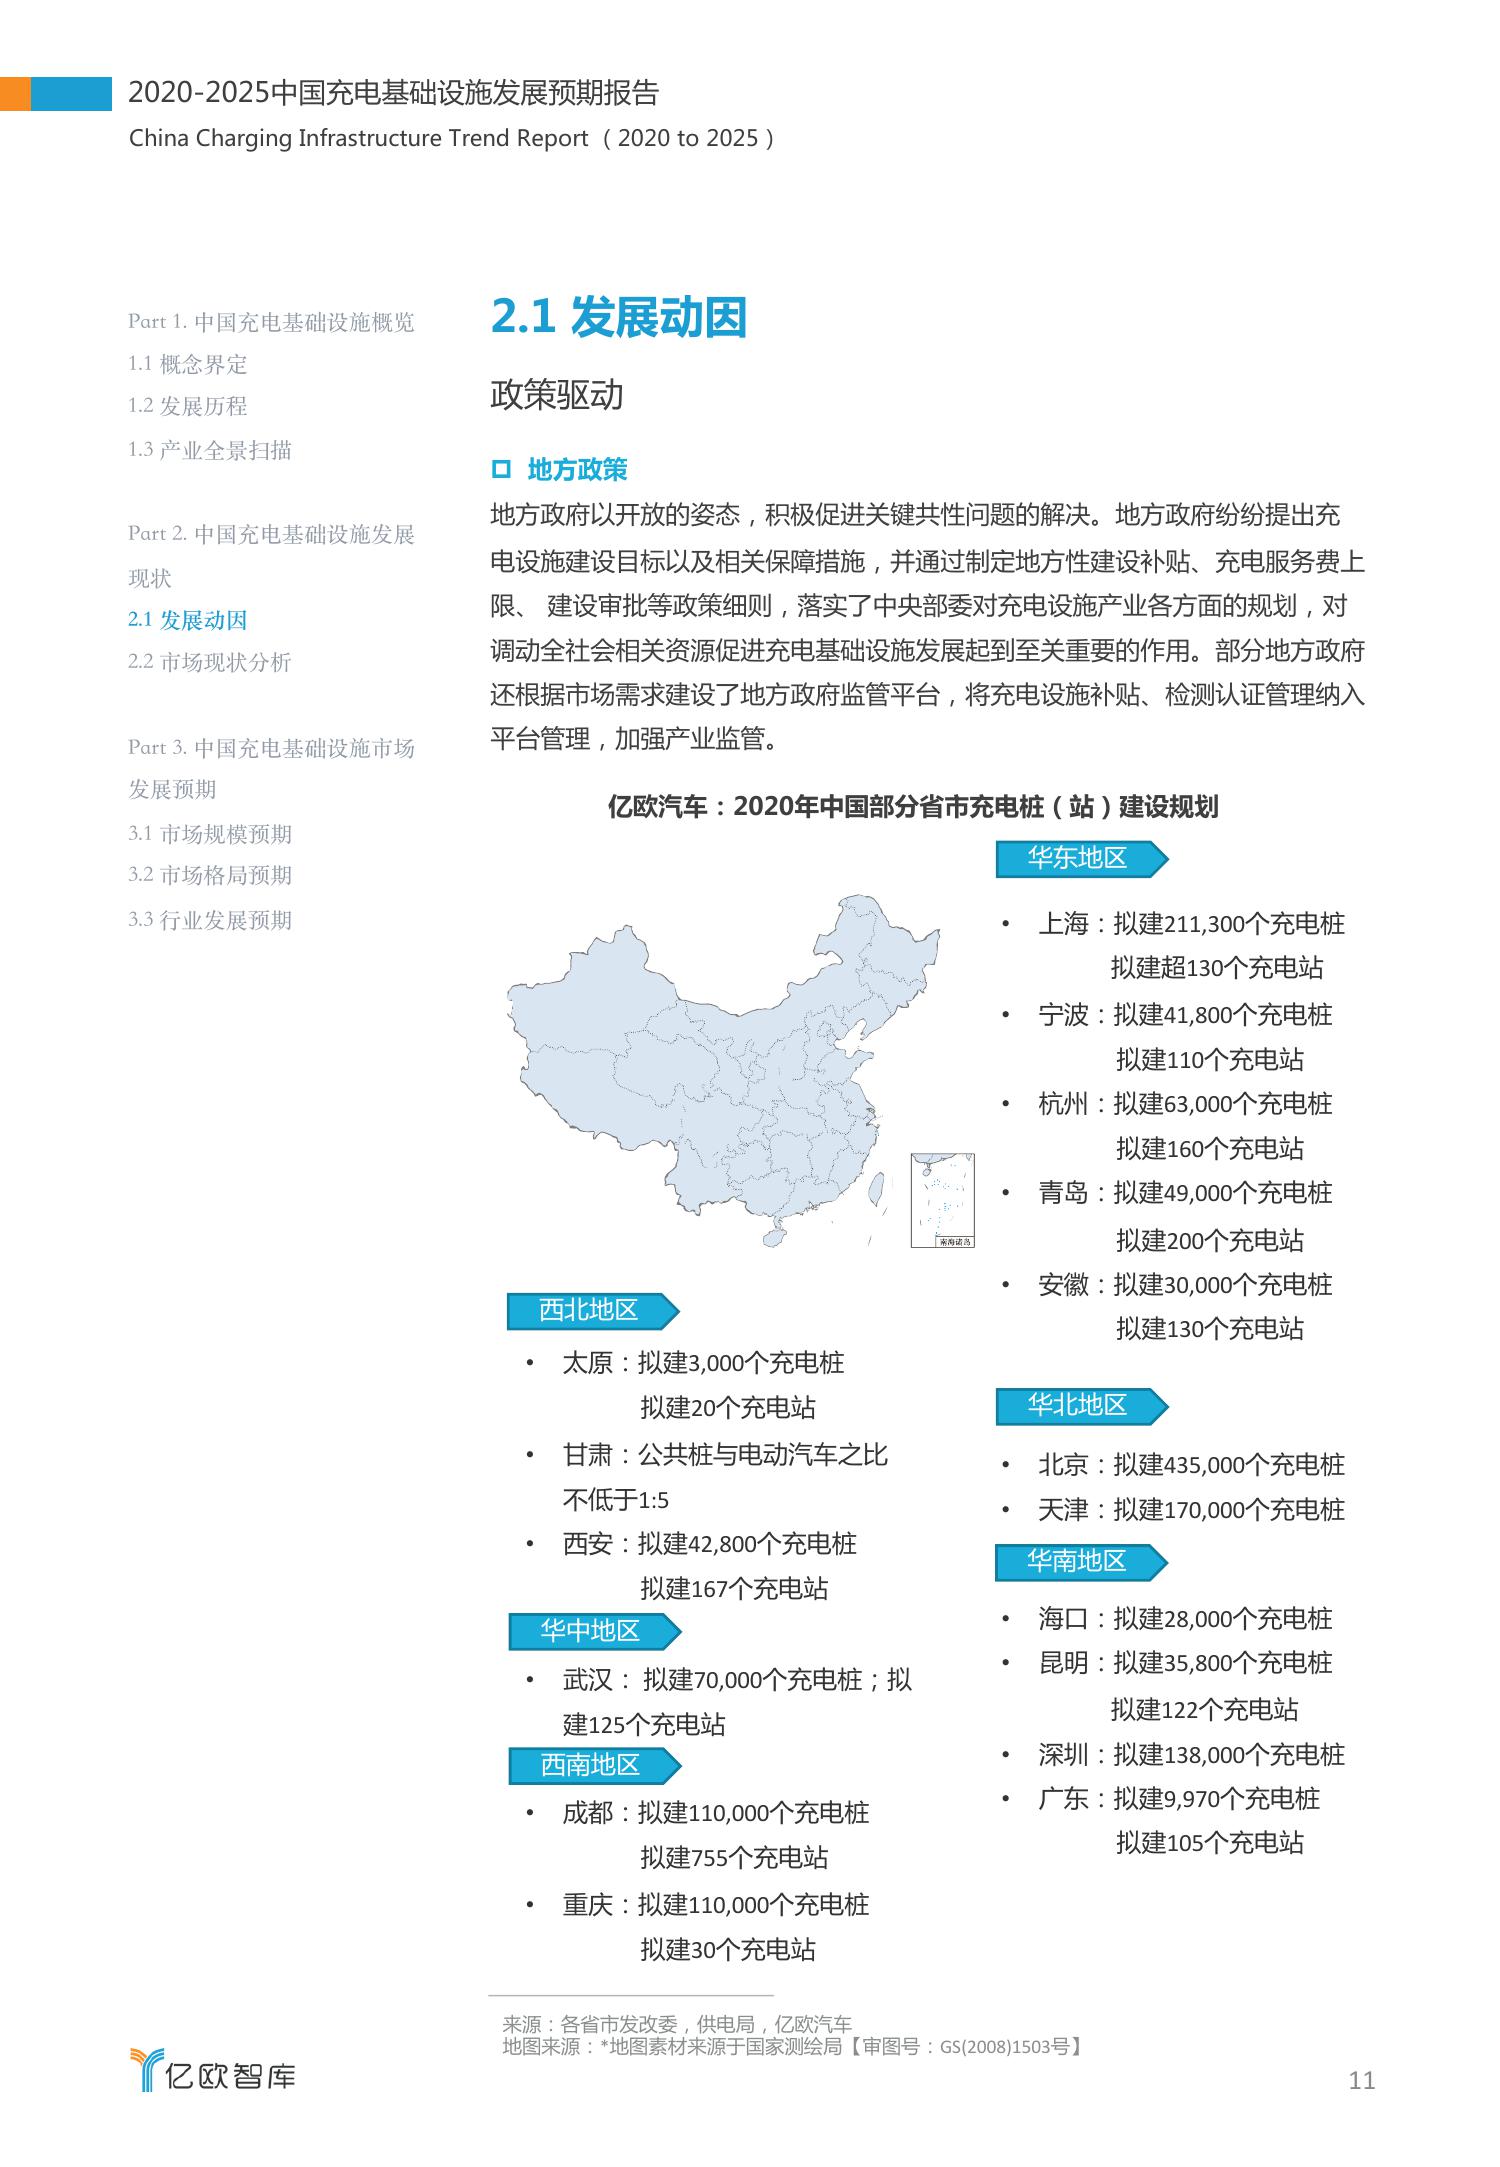 2020-2025中国充电基础设施发展预期报告
China Charging Infrastructure Trend Report（2020 to 2025）
Part 1. 中国充电基础设施概览
1.1 概念界定
1.2 发展历程
1.3 产业全景扫描
Part 2. 中国充电基础设施发展
现状
2.1 发展动因
2.2 市场现状分析
Part 3. 中国充电基础设施市场
发展预期
3.1 市场规模预期
3.2 市场格局预期
3.3 行业发展预期
2.1 发展动因
政策驱动
地方政策
地方政府以开放的姿态，积极促进关键共性问题的解决。地方政府纷纷提出充
电设施建设目标以及相关保障措施，并通过制定地方性建设补贴、充电服务费上
限、 建设审批等政策细则，落实了中央部委对充电设施产业各方面的规划，对
调动全社会相关资源促进充电基础设施发展起到至关重要的作用。部分地方政府
还根据市场需求建设了地方政府监管平台，将充电设施补贴、检测认证管理纳入
平台管理，加强产业监管。
亿欧汽车：2020年中国部分省市充电桩（站）建设规划
南海诸岛
西北地区
• 太原：拟建3,000个充电桩
拟建20个充电站
• 甘肃：公共桩与电动汽车之比
不低于1:5
• 西安：拟建42,800个充电桩
拟建167个充电站
华中地区
• 武汉： 拟建70,000个充电桩；拟
建125个充电站
西南地区
• 成都：拟建110,000个充电桩
拟建755个充电站
• 重庆：拟建110,000个充电桩
拟建30个充电站
华东地区
• 上海：拟建211,300个充电桩
拟建超130个充电站
• 宁波：拟建41,800个充电桩
拟建110个充电站
• 杭州：拟建63,000个充电桩
拟建160个充电站
• 青岛：拟建49,000个充电桩
拟建200个充电站
• 安徽：拟建30,000个充电桩
拟建130个充电站
华北地区
• 北京：拟建435,000个充电桩
• 天津：拟建170,000个充电桩
华南地区
• 海口：拟建28,000个充电桩
• 昆明：拟建35,800个充电桩
拟建122个充电站
• 深圳：拟建138,000个充电桩
• 广东：拟建9,970个充电桩
拟建105个充电站
来源：各省市发改委，供电局，亿欧汽车
地图来源：*地图素材来源于国家测绘局【审图号：GS(2008)1503号】
亿欧智库
11